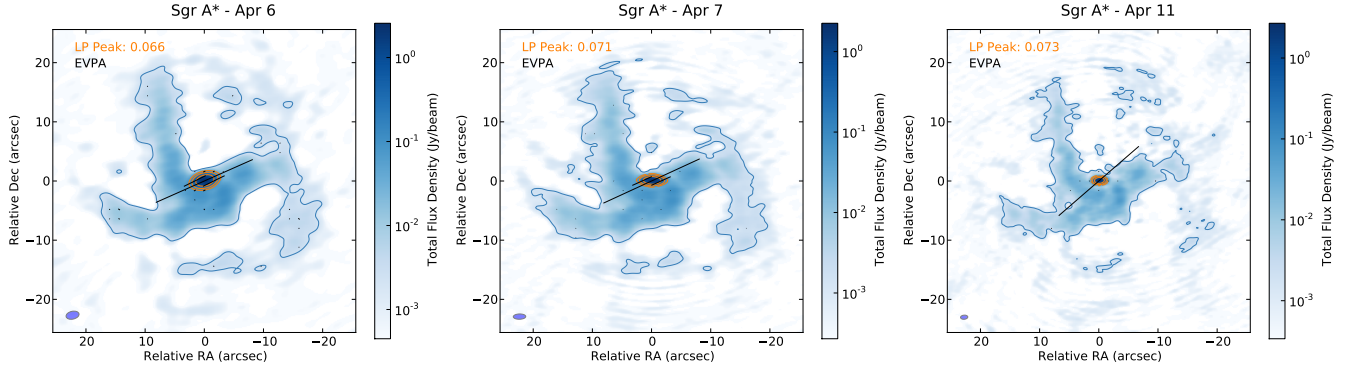 Sgr A* - Apr 6
LP Peak: 0.066
EVPA
20
10
0
−10
−20
Relative Dec (arcsec)
20
10
0
−10
−20
Relative RA (arcsec)
10⁰
10⁻¹
10⁻²
10⁻³
Total Flux Density (Jy/beam)
Sgr A* - Apr 7
LP Peak: 0.071
EVPA
20
10
0
−10
−20
Relative Dec (arcsec)
20
10
0
−10
−20
Relative RA (arcsec)
10⁰
10⁻¹
10⁻²
10⁻³
Total Flux Density (Jy/beam)
Sgr A* - Apr 11
LP Peak: 0.073
EVPA
20
10
0
−10
−20
Relative Dec (arcsec)
20
10
0
−10
−20
Relative RA (arcsec)
10⁰
10⁻¹
10⁻²
10⁻³
Total Flux Density (Jy/beam)